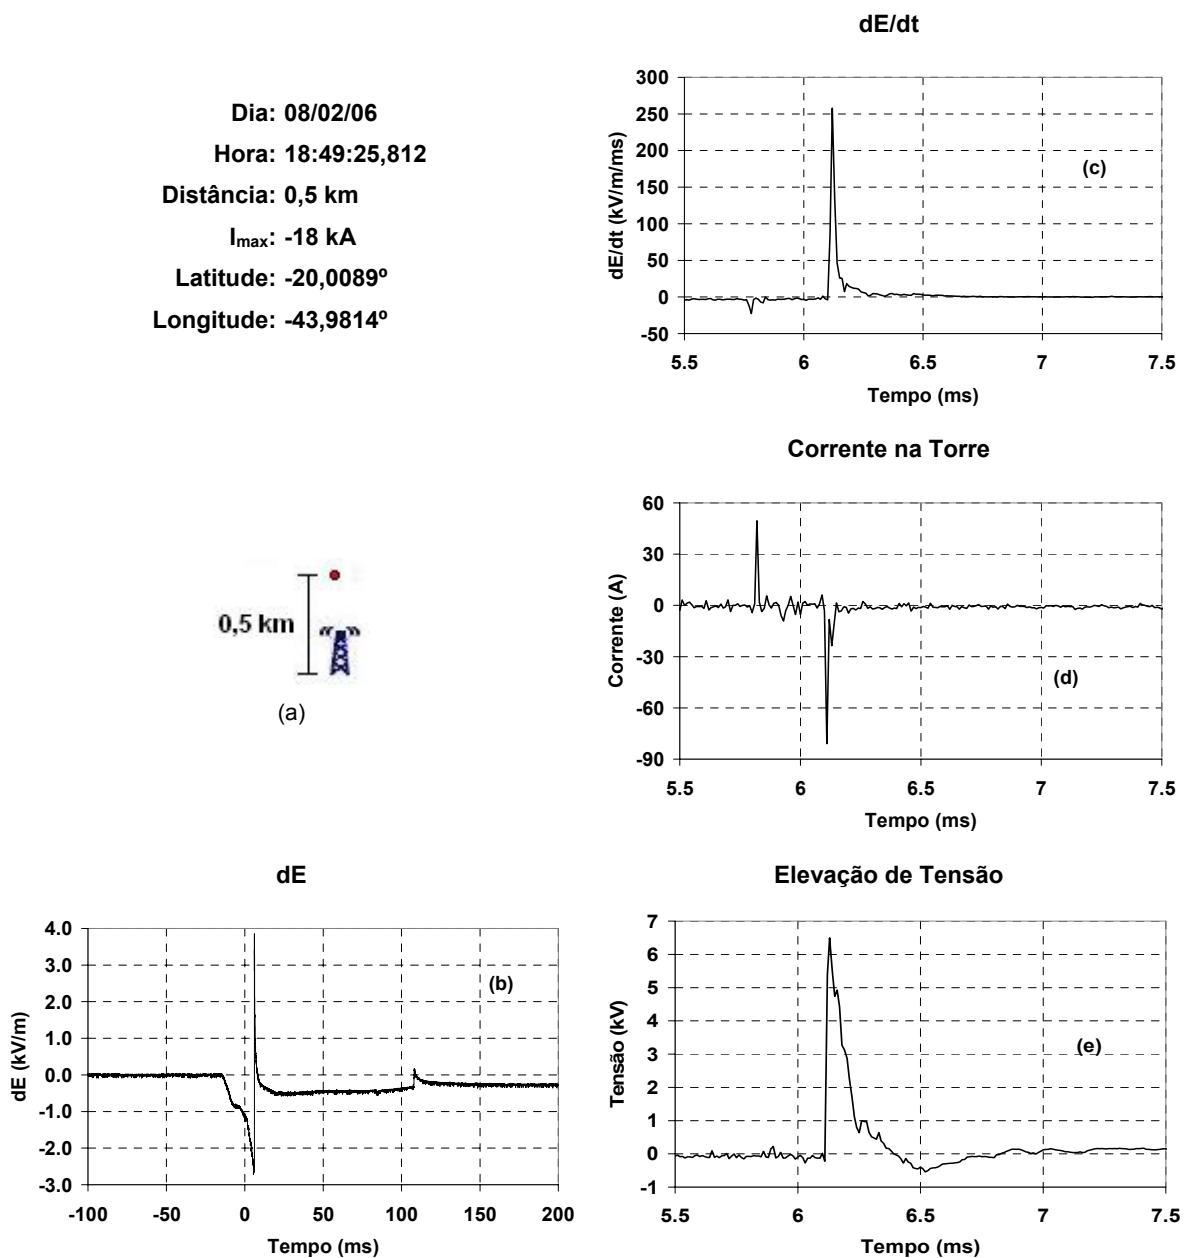 Dia: 08/02/06
Hora: 18:49:25,812
Distância: 0,5 km
Imax: -18 kA
Latitude: -20,0089º
Longitude: -43,9814º
dE/dt
300
250
200
150
100
50
0
-50
dE/dt (kV/m/ms)
(c)
5.5 6 6.5 7 7.5
Tempo (ms)
0,5 km
(a)
Corrente na Torre
60
30
0
-30
-60
-90
Corrente (A)
(d)
5.5 6 6.5 7 7.5
Tempo (ms)
dE
4.0
3.0
2.0
1.0
0.0
-1.0
-2.0
-3.0
dE (kV/m)
(b)
-100 -50 0 50 100 150 200
Tempo (ms)
Elevação de Tensão
7
6
5
4
3
2
1
0
-1
Tensão (kV)
(e)
5.5 6 6.5 7 7.5
Tempo (ms)